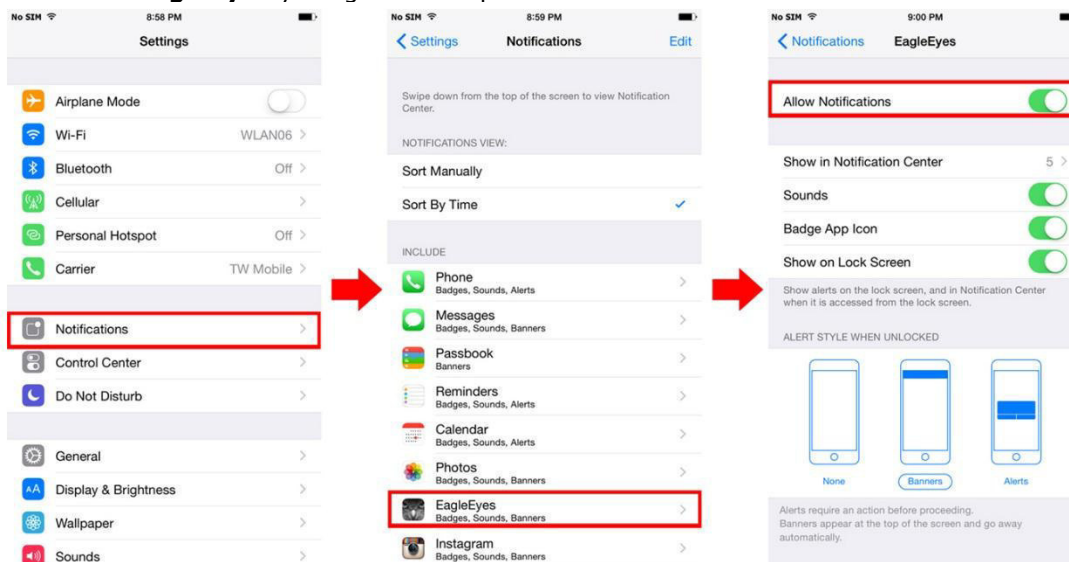 No SIM 8:58 PM
Settings
Airplane Mode
Wi-Fi WLAN06
Bluetooth Off
Cellular
Personal Hotspot Off
Carrier TW Mobile
Notifications
Control Center
Do Not Disturb
General
AA Display & Brightness
Wallpaper
Sounds
No SIM 8:59 PM
Settings Notifications Edit
Swipe down from the top of the screen to view Notification
Center.
NOTIFICATIONS VIEW:
Sort Manually
Sort By Time
INCLUDE
Phone
Badges, Sounds, Alerts
Messages
Badges, Sounds, Banners
Passbook
Banners
Reminders
Badges, Sounds, Alerts
Calendar
Badges, Sounds, Alerts
Photos
Badges, Sounds, Banners
EagleEyes
Badges, Sounds, Banners
Instagram
Badges, Sounds, Banners
No SIM 9:00 PM
Notifications EagleEyes
Allow Notifications
Show in Notification Center 5
Sounds
Badge App Icon
Show on Lock Screen
Show alerts on the lock screen, and in Notification Center
when it is accessed from the lock screen.
ALERT STYLE WHEN UNLOCKED
None Banners Alerts
Alerts require an action before proceeding.
Banners appear at the top of the screen and go away
automatically.